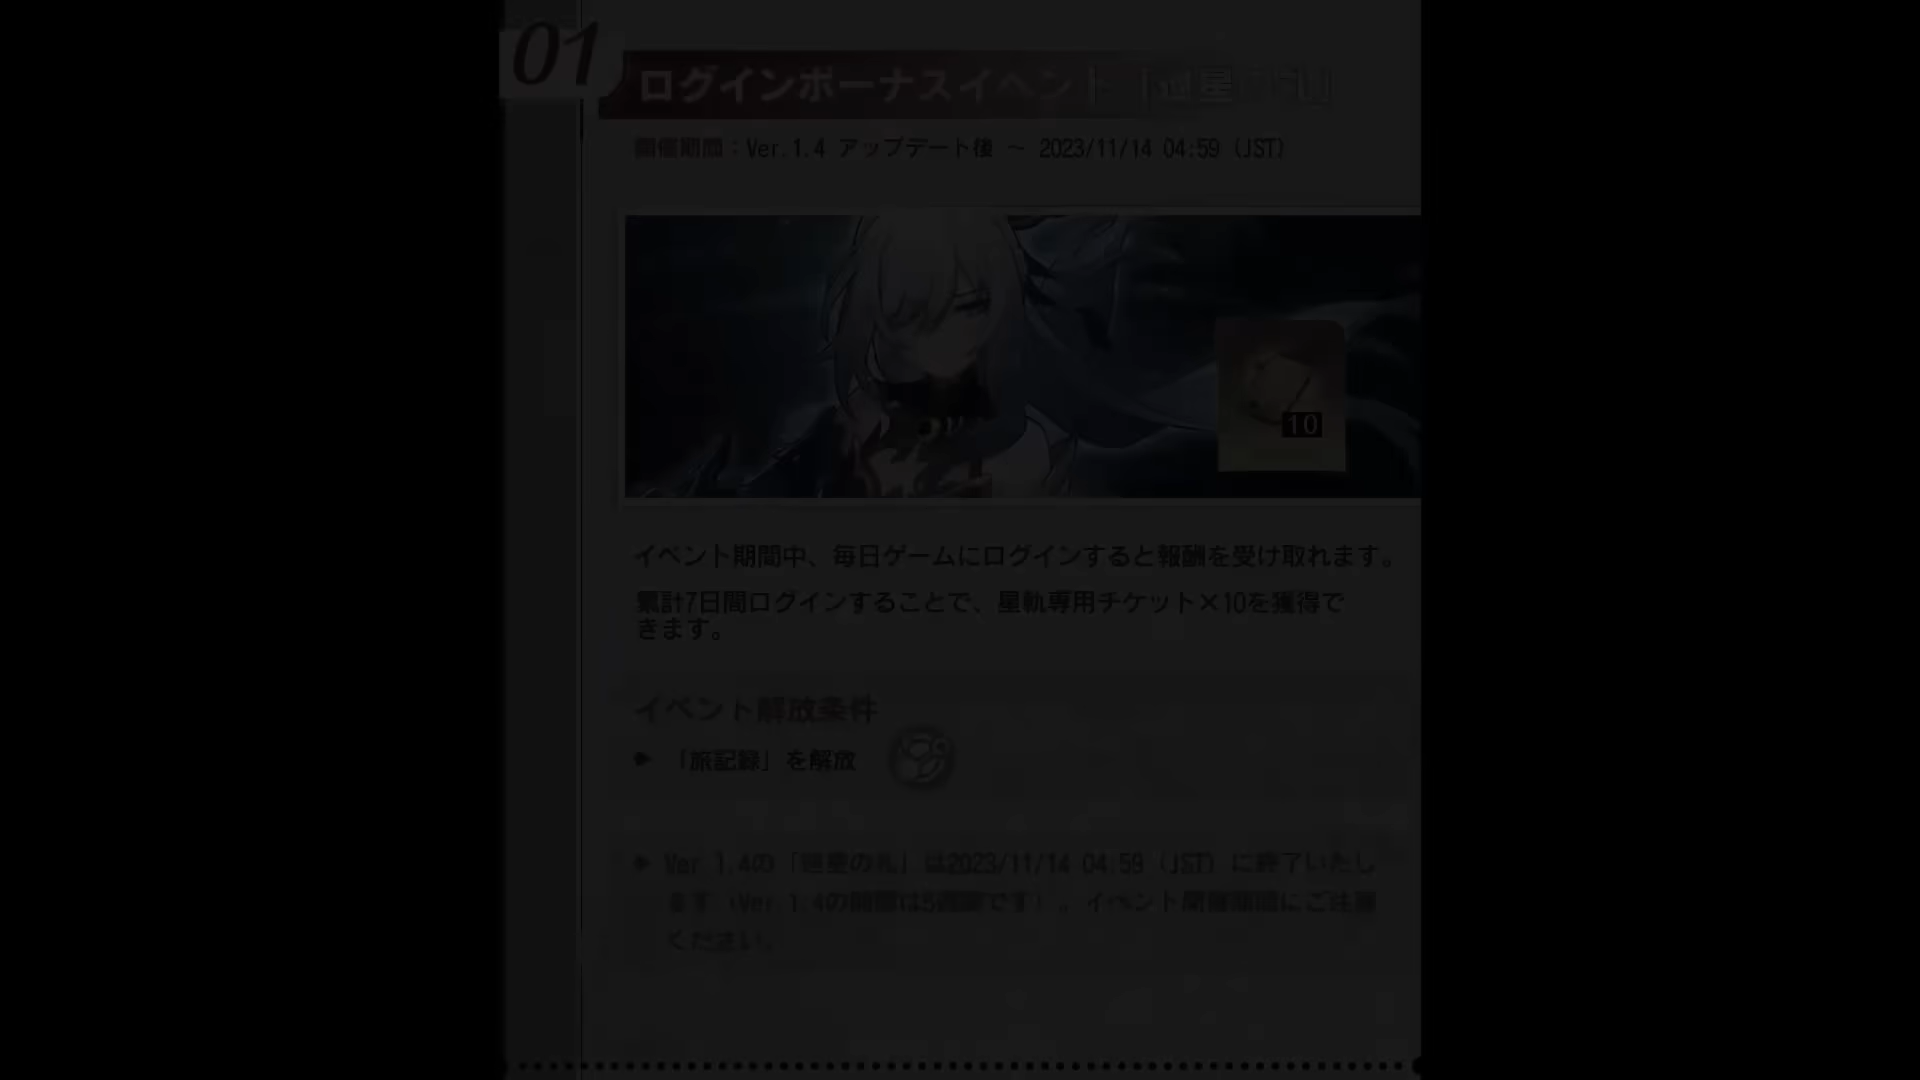 01
ログインボーナスイベント
開催期間：Ver.1.4 アップデート後 ～ 2023/11/14 04:59 (JST)
10
イベント期間中、毎日ゲームにログインすると報酬を受け取れます。
累計7日間ログインすることで、星軌専用チケット×10を獲得で
きます。
イベント解放条件
▶ 「旅記録」を解放
▶ Ver.1.4の「巡星の礼」は2023/11/14 04:59 (JST) に終了いたし
ます（Ver.1.4の期間は5週間です）。イベント開催期間にご注意
ください。